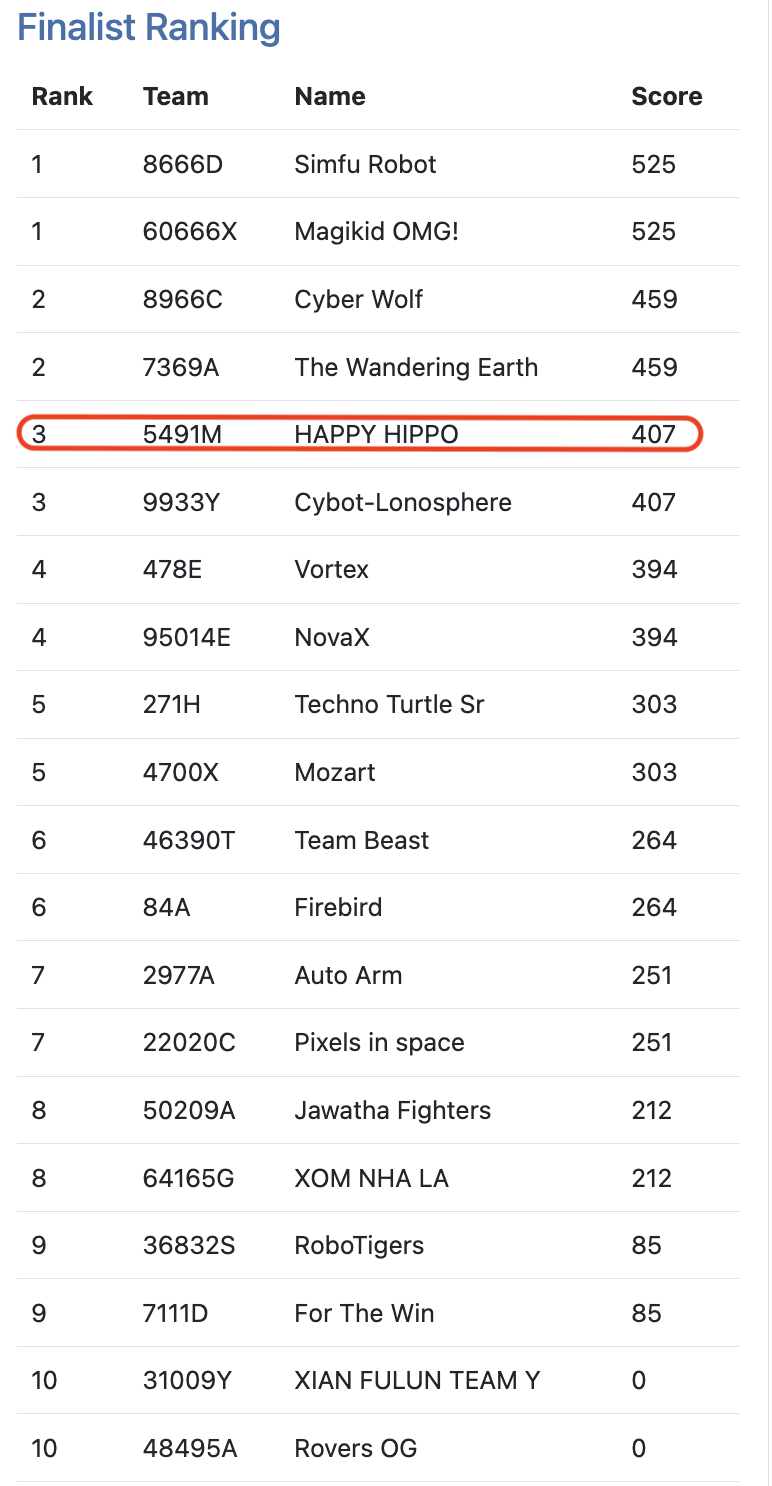 Finalist Ranking
Rank Team Name Score
1 8666D Simfu Robot 525
1 60666X Magikid OMG! 525
2 8966C Cyber Wolf 459
2 7369A The Wandering Earth 459
3 5491M HAPPY HIPPO 407
3 9933Y Cybot-Lonosphere 407
4 478E Vortex 394
4 95014E NovaX 394
5 271H Techno Turtle Sr 303
5 4700X Mozart 303
6 46390T Team Beast 264
6 84A Firebird 264
7 2977A Auto Arm 251
7 22020C Pixels in space 251
8 50209A Jawatha Fighters 212
8 64165G XOM NHA LA 212
9 36832S RoboTigers 85
9 7111D For The Win 85
10 31009Y XIAN FULUN TEAM Y 0
10 48495A Rovers OG 0